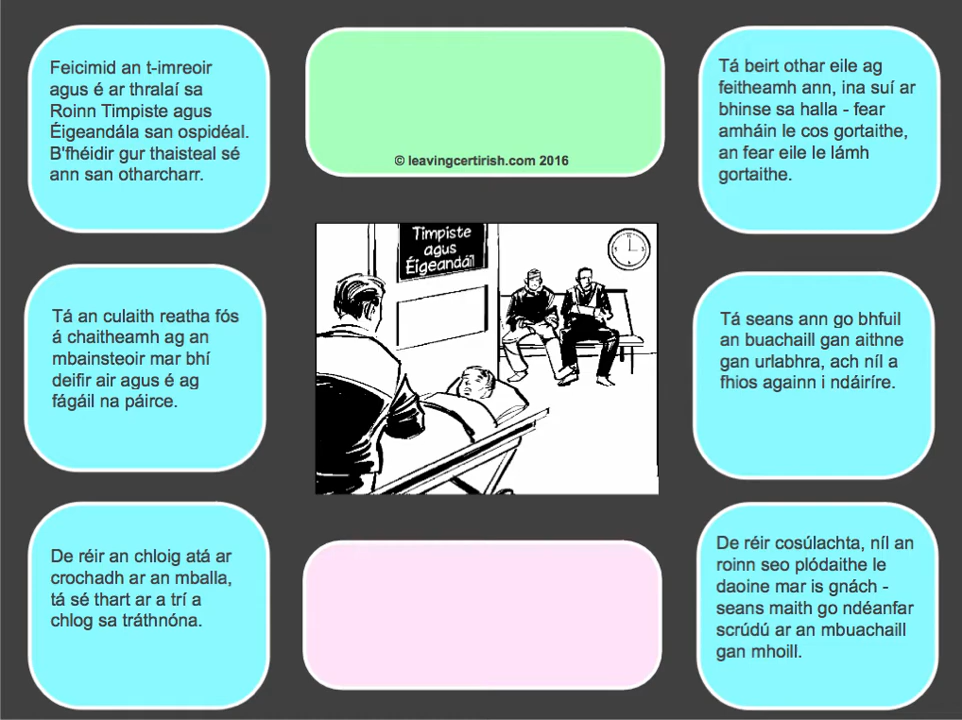 Feicimid an t-imreoir
agus é ar thralaí sa
Roinn Timpiste agus
Éigeandála san ospidéal.
B'fhéidir gur thaisteal sé
ann san otharcharr.
© leavingcertirish.com 2016
Tá beirt othar eile ag
feitheamh ann, ina suí ar
bhinse sa halla - fear
amháin le cos gortaithe,
an fear eile le lámh
gortaithe.
Timpiste
agus
Éigeandáil
Tá an culaith reatha fós
á chaitheamh ag an
mbainsteoir mar bhí
deifir air agus é ag
fágáil na páirce.
Tá seans ann go bhfuil
an buachaill gan aithne
gan urlabhra, ach níl a
fhios againn i ndáiríre.
De réir an chloig atá ar
crochadh ar an mballa,
tá sé thart ar a trí a
chlog sa tráthnóna.
De réir cosúlachta, níl an
roinn seo plódaithe le
daoine mar is gnách -
seans maith go ndéanfar
scrúdú ar an mbuachaill
gan mhoill.